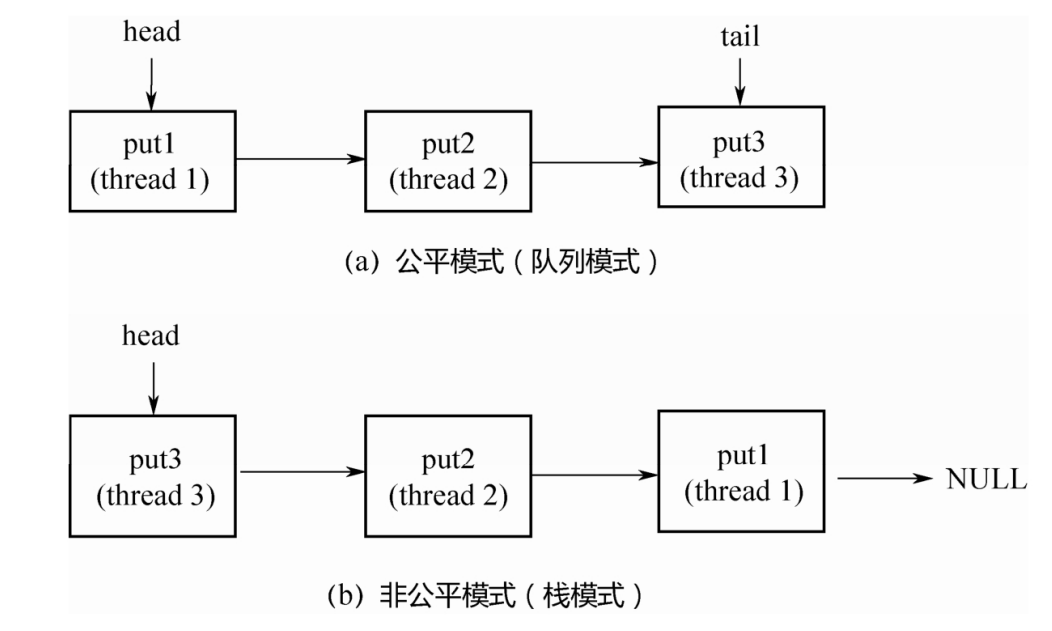 head
tail
put1
(thread 1)
put2
(thread 2)
put3
(thread 3)
(a) 公平模式（队列模式）
head
put3
(thread 3)
put2
(thread 2)
put1
(thread 1)
NULL
(b) 非公平模式（栈模式）